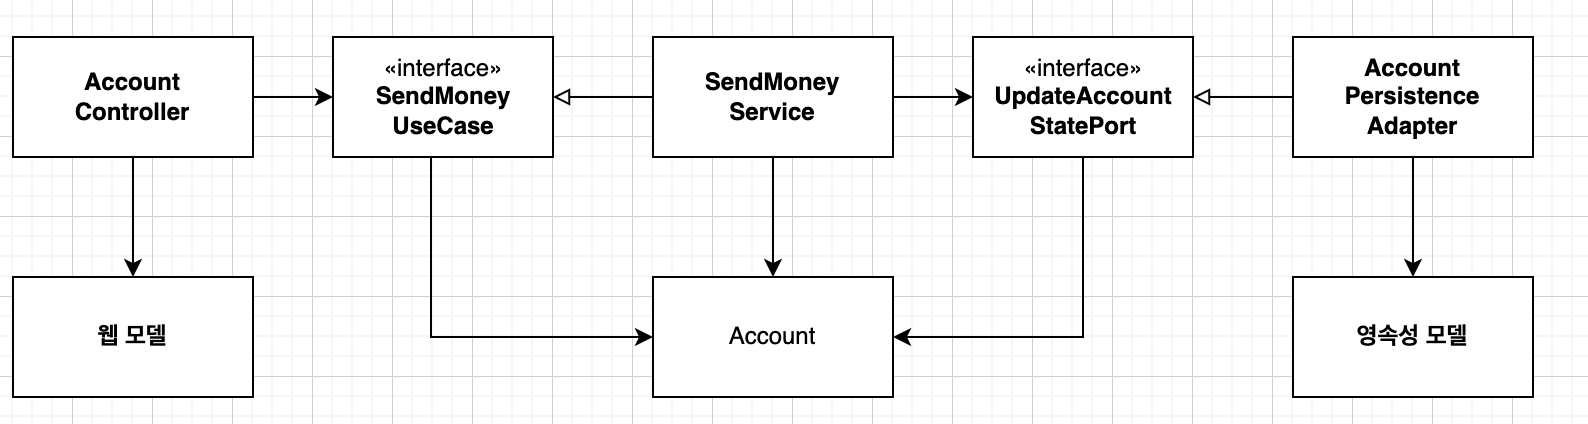 Account
Controller
«interface»
SendMoney
UseCase
SendMoney
Service
«interface»
UpdateAccount
StatePort
Account
Persistence
Adapter
웹 모델
Account
영속성 모델